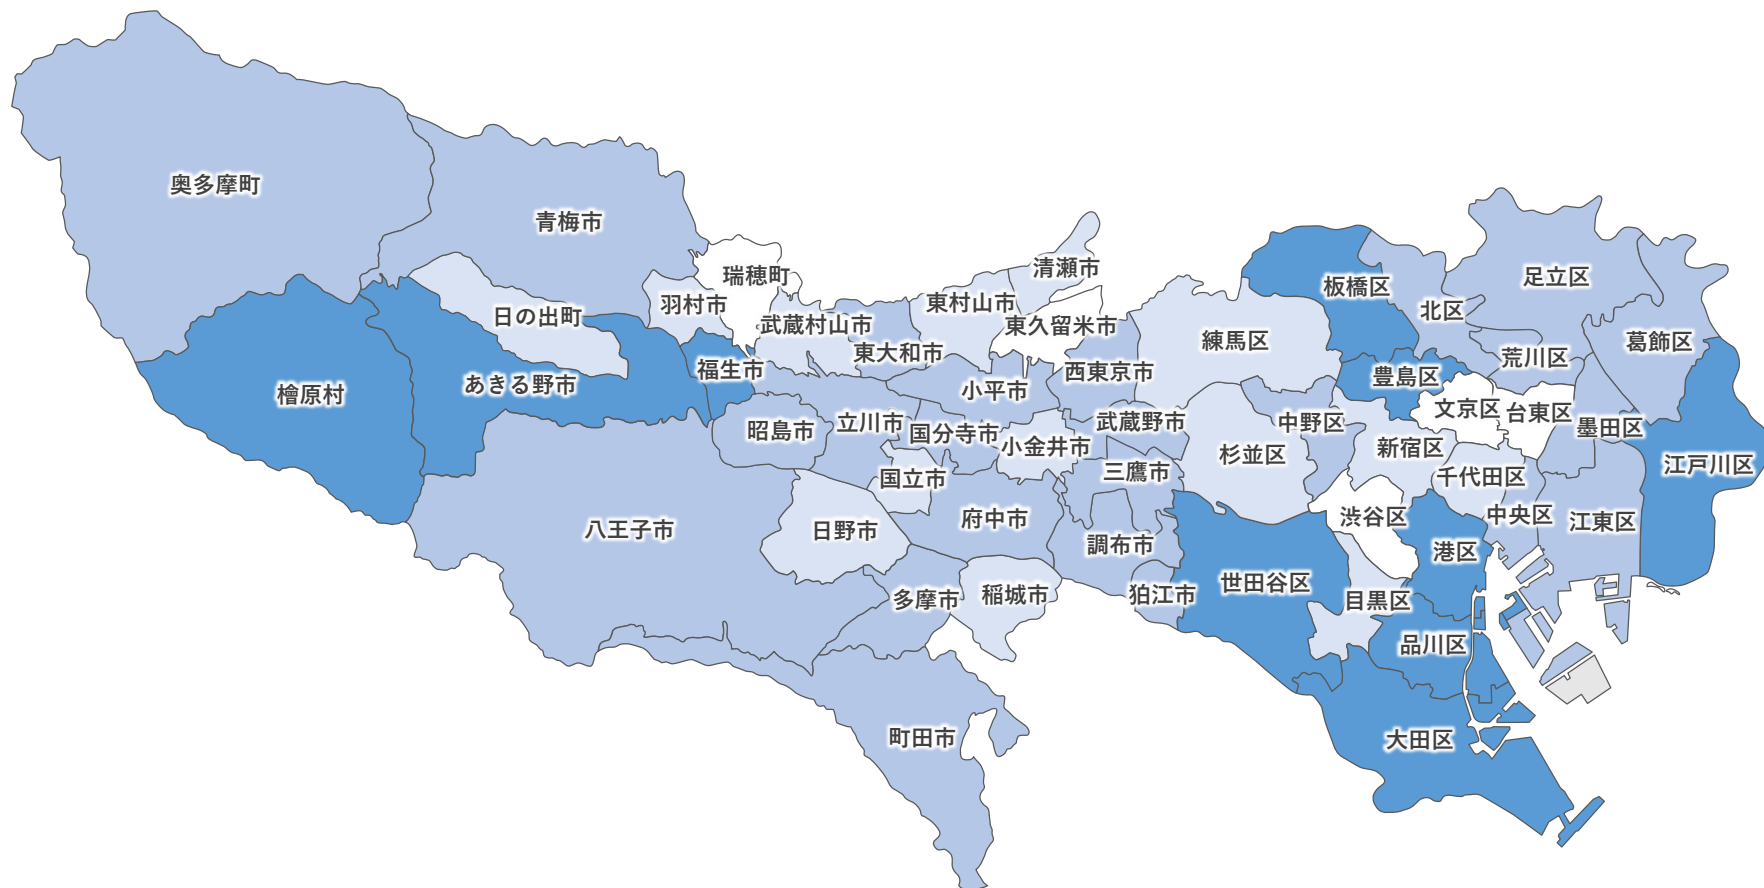 奥多摩町
青梅市
瑞穂町
羽村市
日の出町
檜原村
あきる野市
福生市
武蔵村山市
東大和市
東村山市
清瀬市
東久留米市
西東京市
小平市
昭島市
立川市
国分寺市
小金井市
武蔵野市
三鷹市
国立市
八王子市
日野市
府中市
調布市
狛江市
多摩市
稲城市
町田市
練馬区
板橋区
北区
足立区
葛飾区
荒川区
豊島区
文京区
台東区
墨田区
江戸川区
中野区
杉並区
新宿区
千代田区
中央区
江東区
渋谷区
港区
世田谷区
目黒区
品川区
大田区